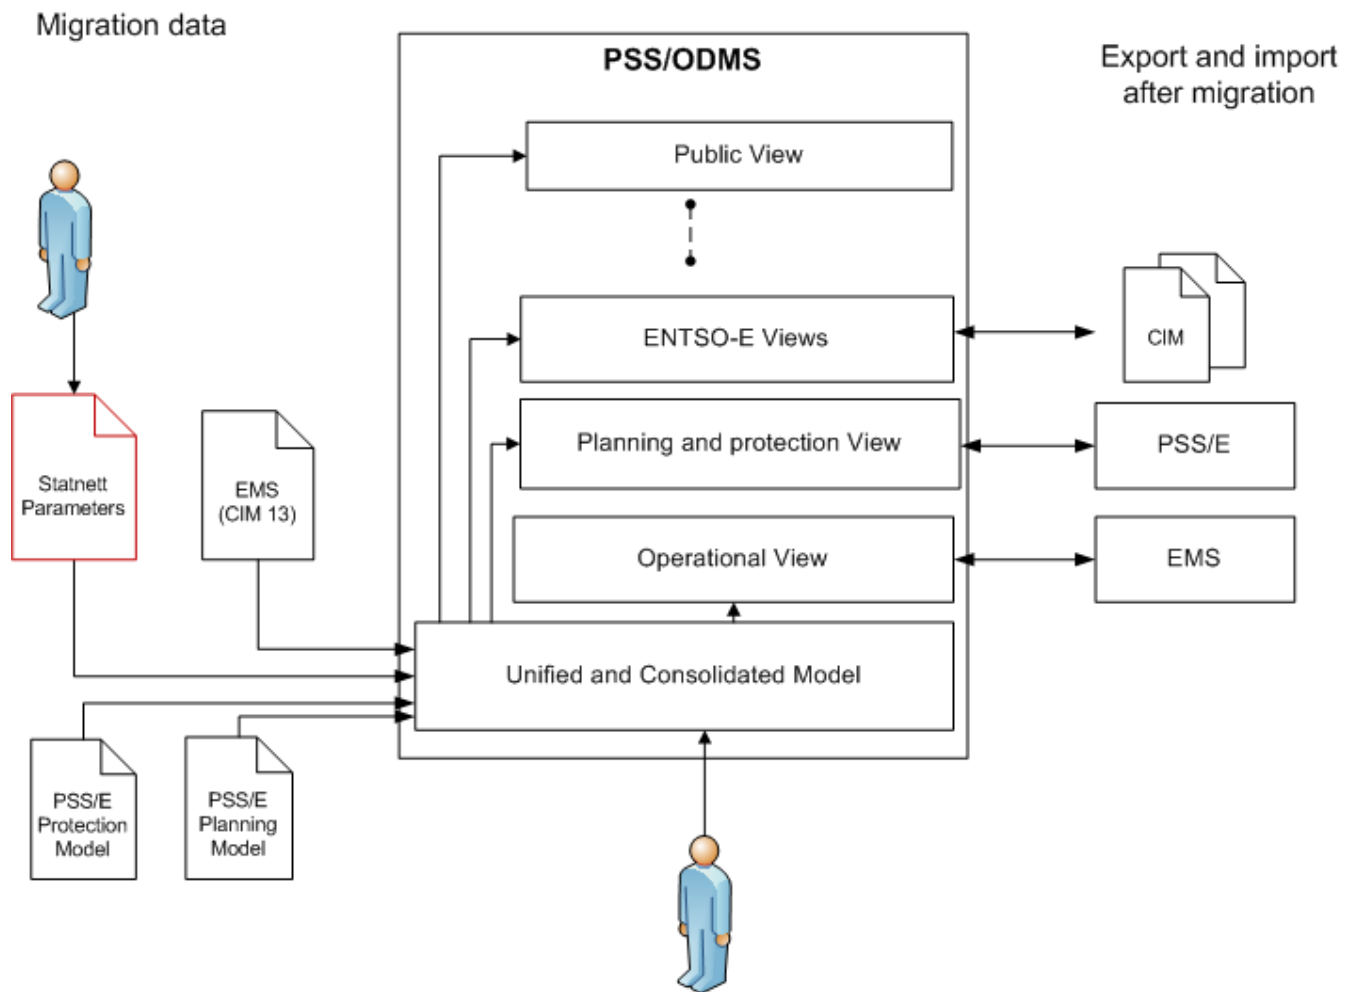 Migration data
PSS/ODMS
Export and import
after migration
Public View
ENTSO-E Views
CIM
Planning and protection View
PSS/E
Statnett
Parameters
EMS
(CIM 13)
Operational View
EMS
Unified and Consolidated Model
PSS/E
Protection
Model
PSS/E
Planning
Model